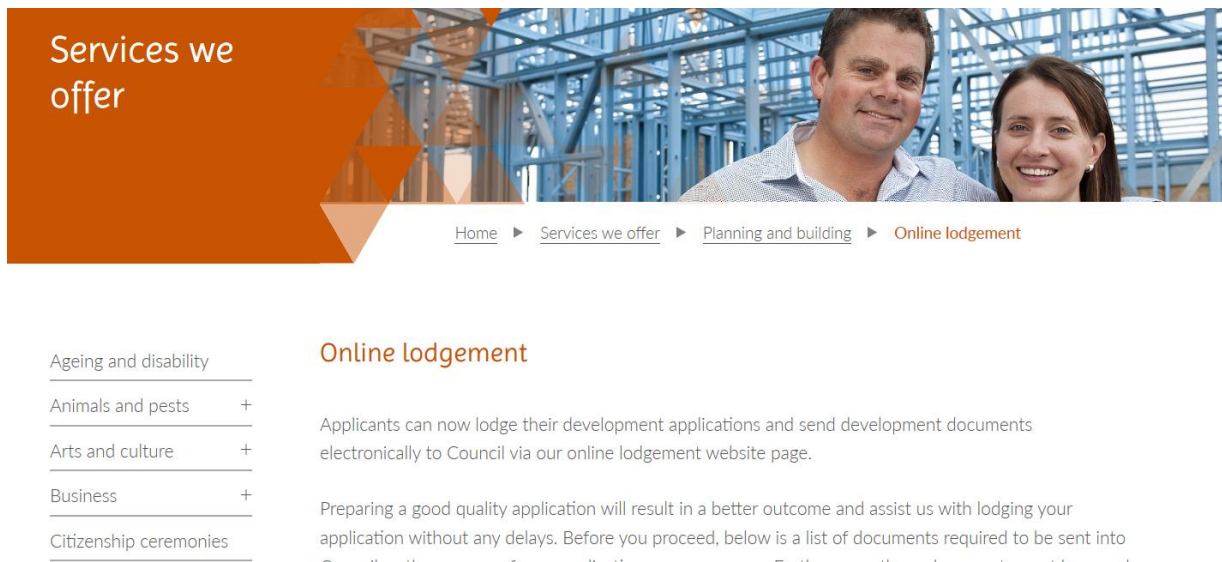 Services we
offer
Home ▶ Services we offer ▶ Planning and building ▶ Online lodgement
Ageing and disability
Animals and pests +
Arts and culture +
Business +
Citizenship ceremonies
Online lodgement
Applicants can now lodge their development applications and send development documents
electronically to Council via our online lodgement website page.
Preparing a good quality application will result in a better outcome and assist us with lodging your
application without any delays. Before you proceed, below is a list of documents required to be sent into